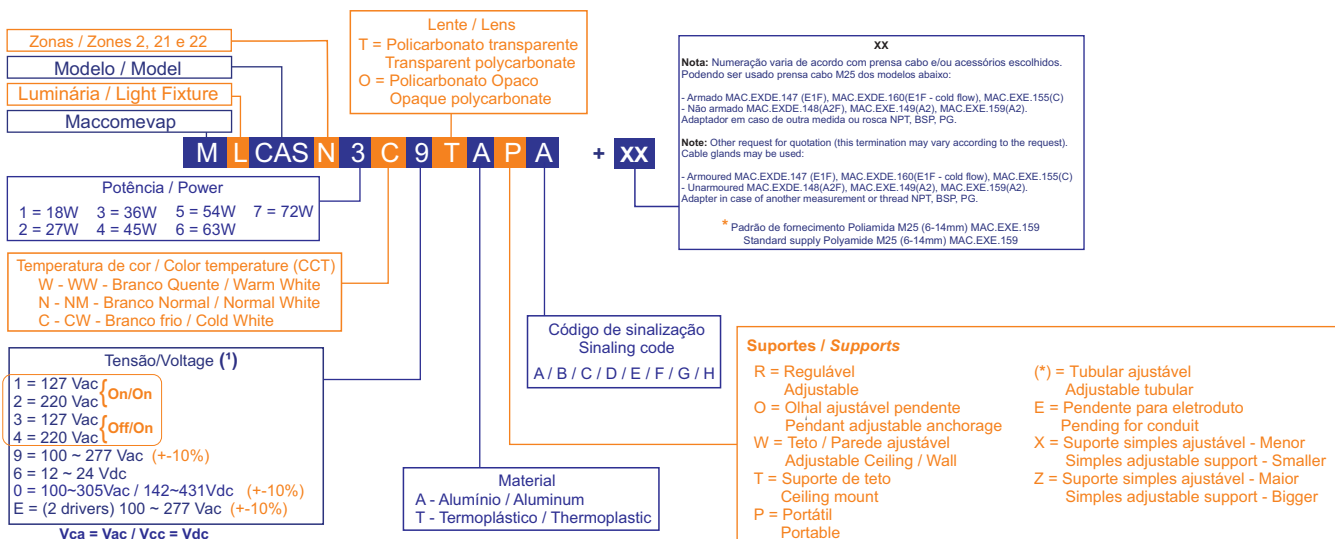 Zonas / Zones 2, 21 e 22
Modelo / Model
Luminária / Light Fixture
Maccomevap
Lente / Lens
T = Policarbonato transparente
Transparent polycarbonate
O = Policarbonato Opaco
Opaque polycarbonate
XX
Nota: Numeração varia de acordo com prensa cabo e/ou acessórios escolhidos.
Podendo ser usado prensa cabo M25 dos modelos abaixo:
- Armado MAC.EXDE.147 (E1F), MAC.EXDE.160(E1F - cold flow), MAC.EXE.155(C)
- Não armado MAC.EXDE.148(A2F), MAC.EXE.149(A2), MAC.EXE.159(A2).
Adaptador em caso de outra medida ou rosca NPT, BSP, PG.
Note: Other request for quotation (this termination may vary according to the request).
Cable glands may be used:
- Armoured MAC.EXDE.147 (E1F), MAC.EXDE.160(E1F - cold flow), MAC.EXE.155(C)
- Unarmoured MAC.EXDE.148(A2F), MAC.EXE.149(A2), MAC.EXE.159(A2).
Adapter in case of another measurement or thread NPT, BSP, PG.
* Padrão de fornecimento Poliamida M25 (6-14mm) MAC.EXE.159
Standard supply Polyamide M25 (6-14mm) MAC.EXE.159
M L CAS N 3 C 9 T A P A + XX
Potência / Power
1 = 18W 3 = 36W 5 = 54W 7 = 72W
2 = 27W 4 = 45W 6 = 63W
Temperatura de cor / Color temperature (CCT)
W - WW - Branco Quente / Warm White
N - NM - Branco Normal / Normal White
C - CW - Branco frio / Cold White
Tensão/Voltage (¹)
1 = 127 Vac
2 = 220 Vac
{ On/On
3 = 127 Vac
4 = 220 Vac
{ Off/On
9 = 100 ~ 277 Vac (+-10%)
6 = 12 ~ 24 Vdc
0 = 100~305Vac / 142~431Vdc (+-10%)
E = (2 drivers) 100 ~ 277 Vac (+-10%)
Vca = Vac / Vcc = Vdc
Material
A - Alumínio / Aluminum
T - Termoplástico / Thermoplastic
Código de sinalização
Sinaling code
A / B / C / D / E / F / G / H
Suportes / Supports
R = Regulável
Adjustable
O = Olhal ajustável pendente
Pendant adjustable anchorage
W = Teto / Parede ajustável
Adjustable Ceiling / Wall
T = Suporte de teto
Ceiling mount
P = Portátil
Portable
(*) = Tubular ajustável
Adjustable tubular
E = Pendente para eletroduto
Pending for conduit
X = Suporte simples ajustável - Menor
Simples adjustable support - Smaller
Z = Suporte simples ajustável - Maior
Simples adjustable support - Bigger